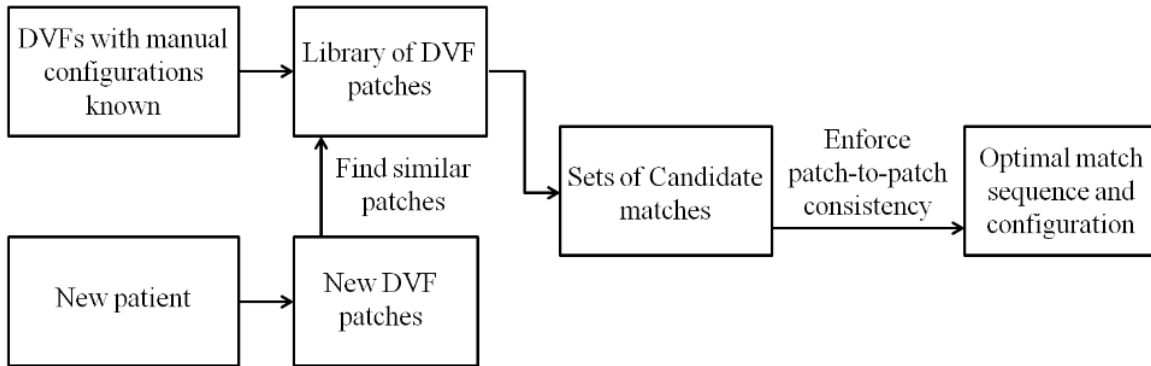 DVFs with manual
configurations
known
Library of DVF
patches
Find similar
patches
New patient
New DVF
patches
Sets of Candidate
matches
Enforce
patch-to-patch
consistency
Optimal match
sequence and
configuration